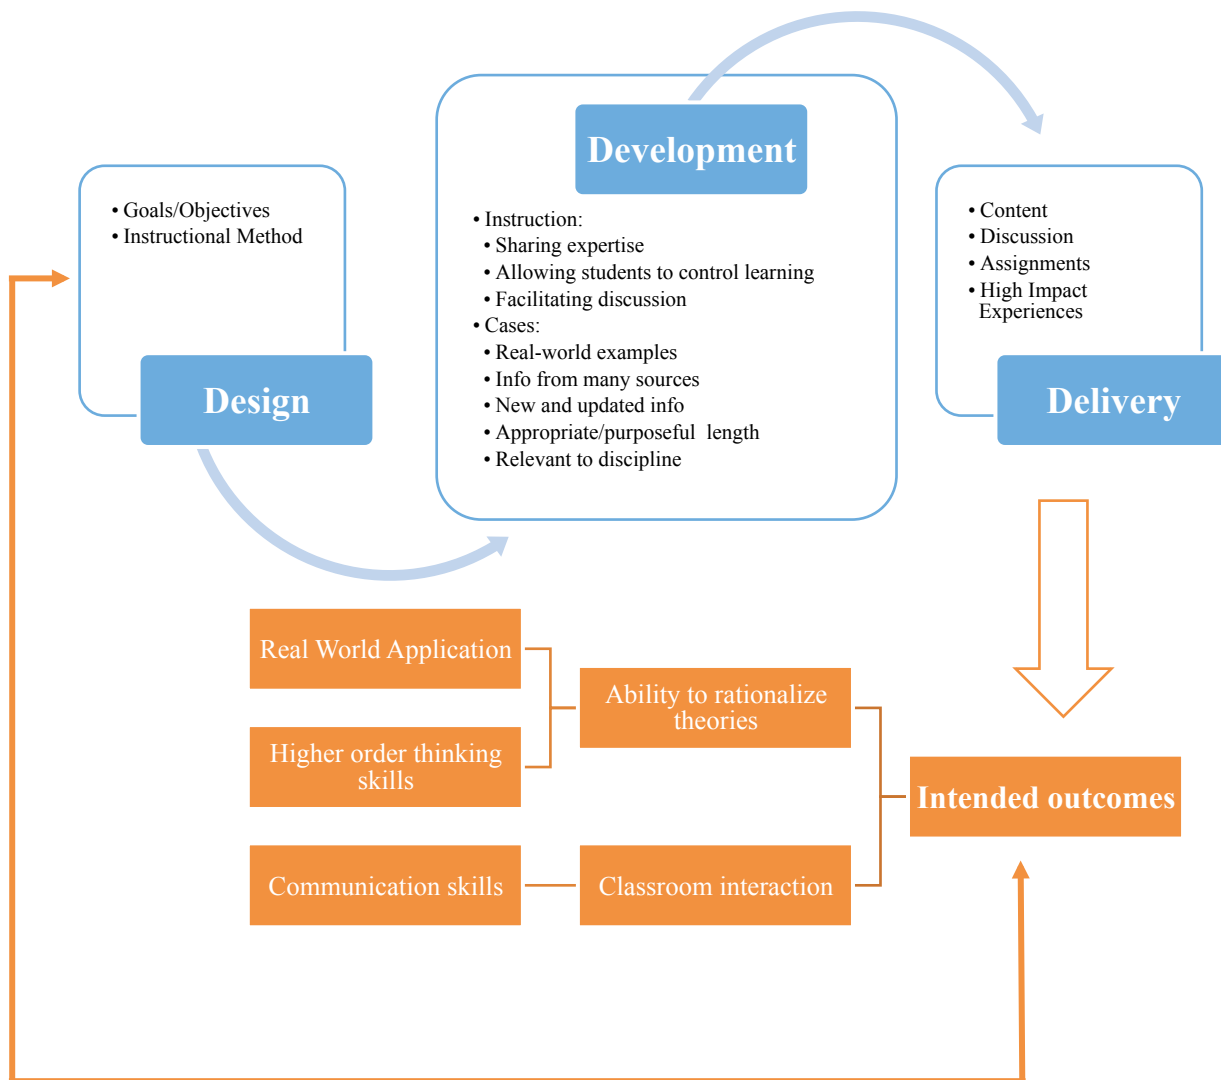 • Goals/Objectives
• Instructional Method
Design
Development
• Instruction:
• Sharing expertise
• Allowing students to control learning
• Facilitating discussion
• Cases:
• Real-world examples
• Info from many sources
• New and updated info
• Appropriate/purposeful length
• Relevant to discipline
• Content
• Discussion
• Assignments
• High Impact
Experiences
Delivery
Real World Application
Higher order thinking
skills
Communication skills
Ability to rationalize
theories
Classroom interaction
Intended outcomes